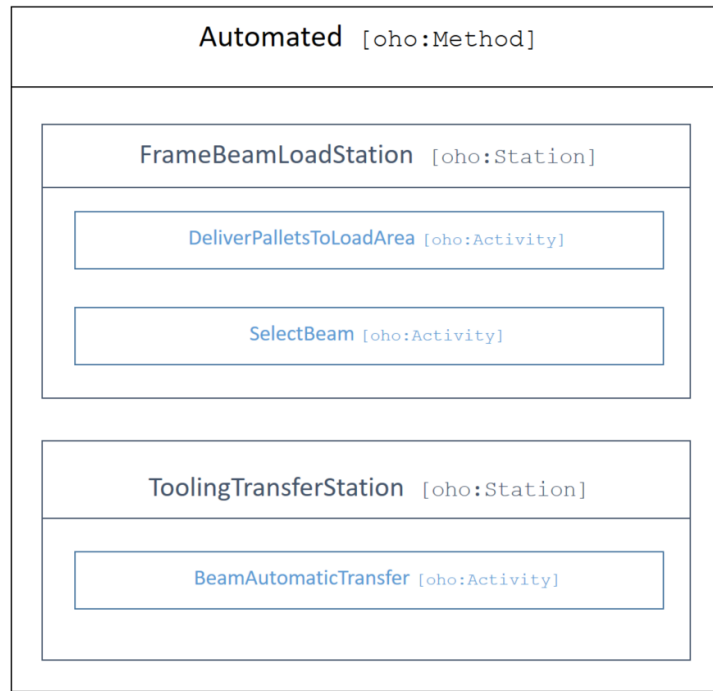 Automated [oho:Method]
FrameBeamLoadStation [oho:Station]
DeliverPalletsToLoadArea [oho:Activity]
SelectBeam [oho:Activity]
ToolingTransferStation [oho:Station]
BeamAutomaticTransfer [oho:Activity]